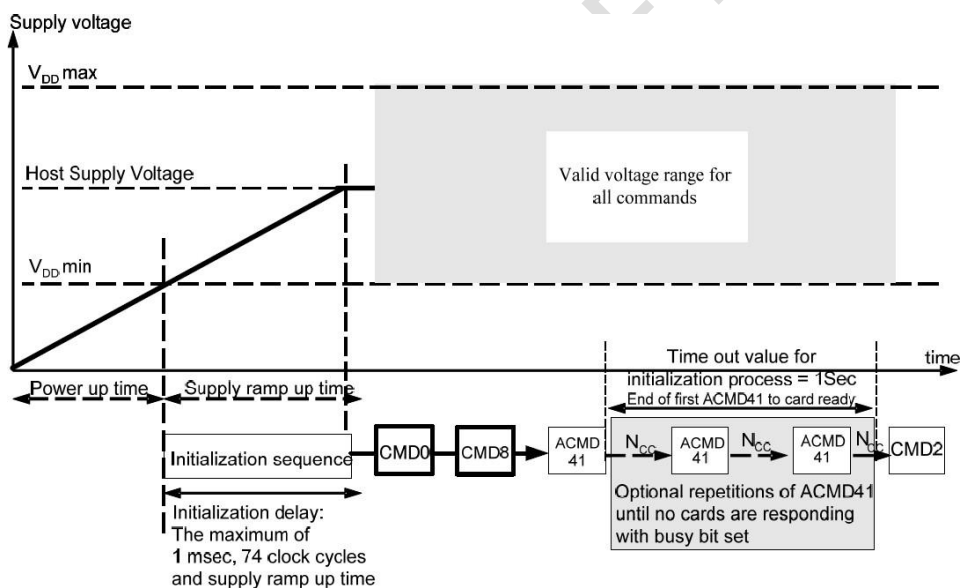 Supply voltage
V_DD max
Host Supply Voltage
Valid voltage range for
all commands
V_DD min
time
Power up time
Supply ramp up time
Time out value for
initialization process = 1Sec
End of first ACMD41 to card ready
Initialization sequence
CMD0
CMD8
ACMD
41
N_CC
ACMD
41
N_CC
ACMD
41
N_CC
CMD2
Optional repetitions of ACMD41
until no cards are responding
with busy bit set
Initialization delay:
The maximum of
1 msec, 74 clock cycles
and supply ramp up time